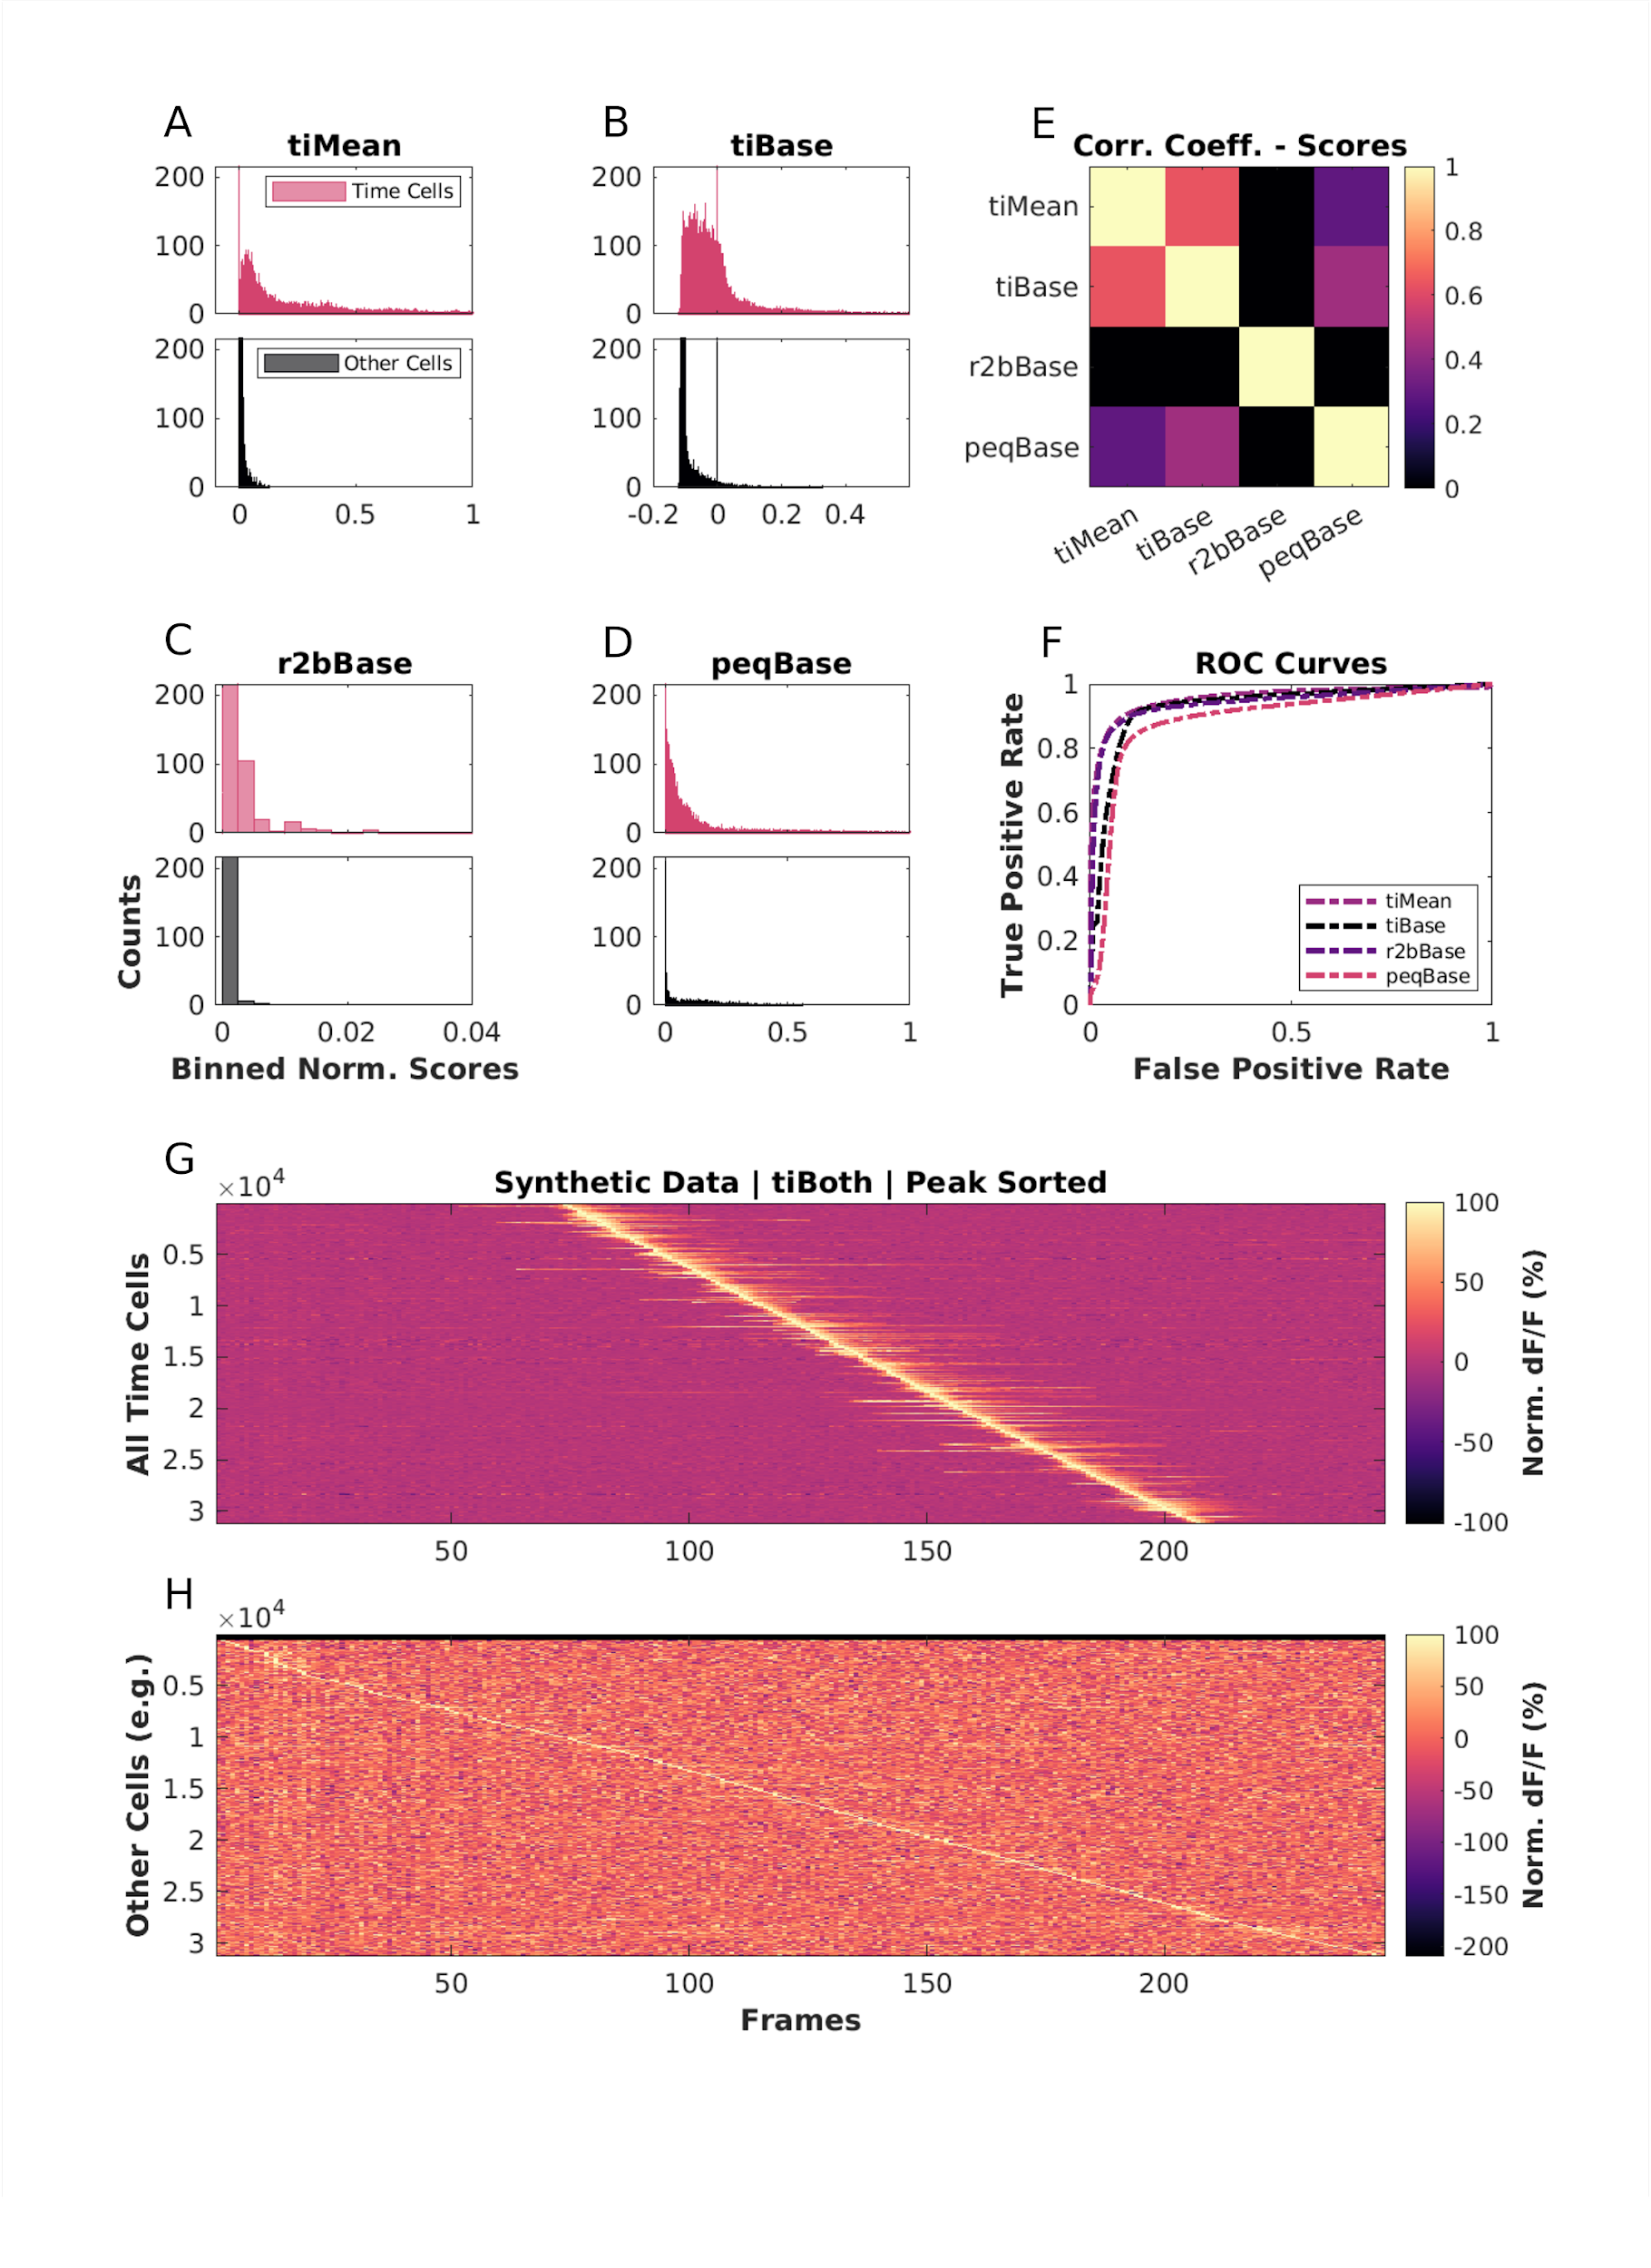 A
tiMean
200
100
0
Time Cells
200
100
0
Other Cells
0 0.5 1
B
tiBase
200
100
0
200
100
0
-0.2 0 0.2 0.4
E
Corr. Coeff. - Scores
tiMean
tiBase
r2bBase
peqBase
tiMean tiBase r2bBase peqBase
1
0.8
0.6
0.4
0.2
0
C
r2bBase
200
100
0
200
100
0
Counts
0 0.02 0.04
Binned Norm. Scores
D
peqBase
200
100
0
200
100
0
0 0.5 1
F
ROC Curves
True Positive Rate
1
0.8
0.6
0.4
0.2
0
tiMean
tiBase
r2bBase
peqBase
0 0.5 1
False Positive Rate
G
×10⁴
Synthetic Data | tiBoth | Peak Sorted
All Time Cells
0.5
1
1.5
2
2.5
3
50 100 150 200
100
50
0
-50
-100
Norm. dF/F (%)
H
×10⁴
Other Cells (e.g.)
0.5
1
1.5
2
2.5
3
50 100 150 200
Frames
100
50
0
-50
-100
-150
-200
Norm. dF/F (%)